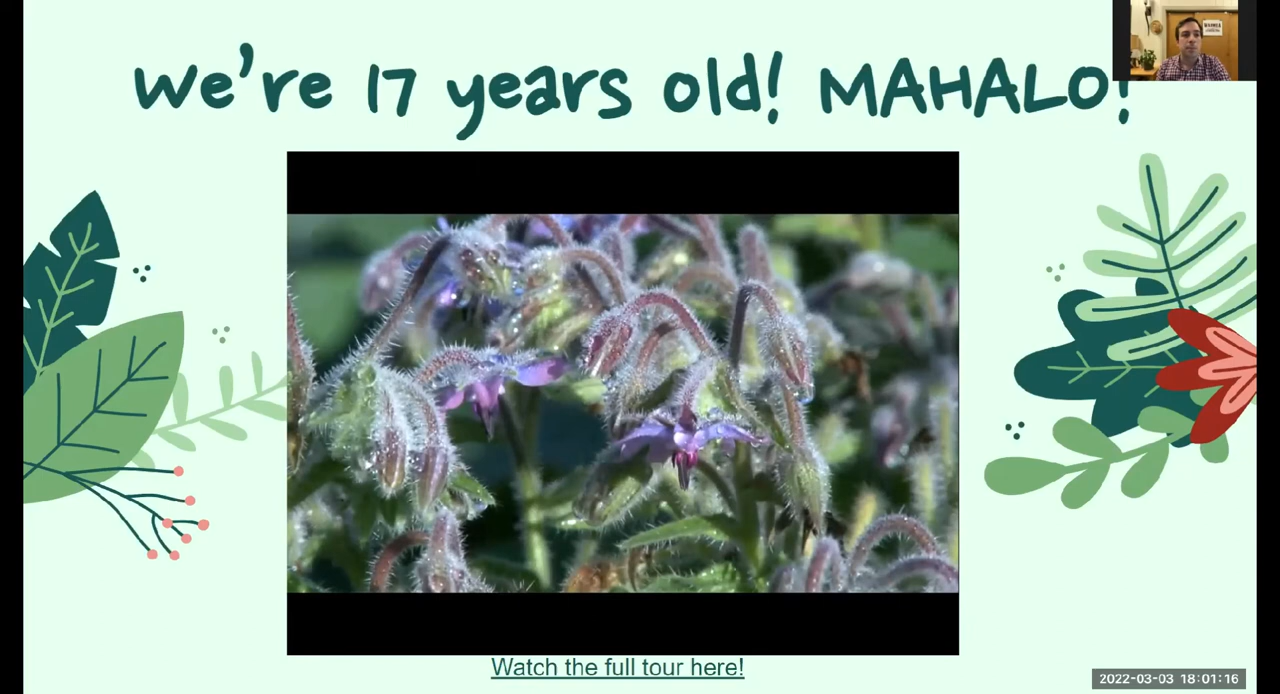 We're 17 years old! MAHALO!
Watch the full tour here!
2022-03-03 18:01:16